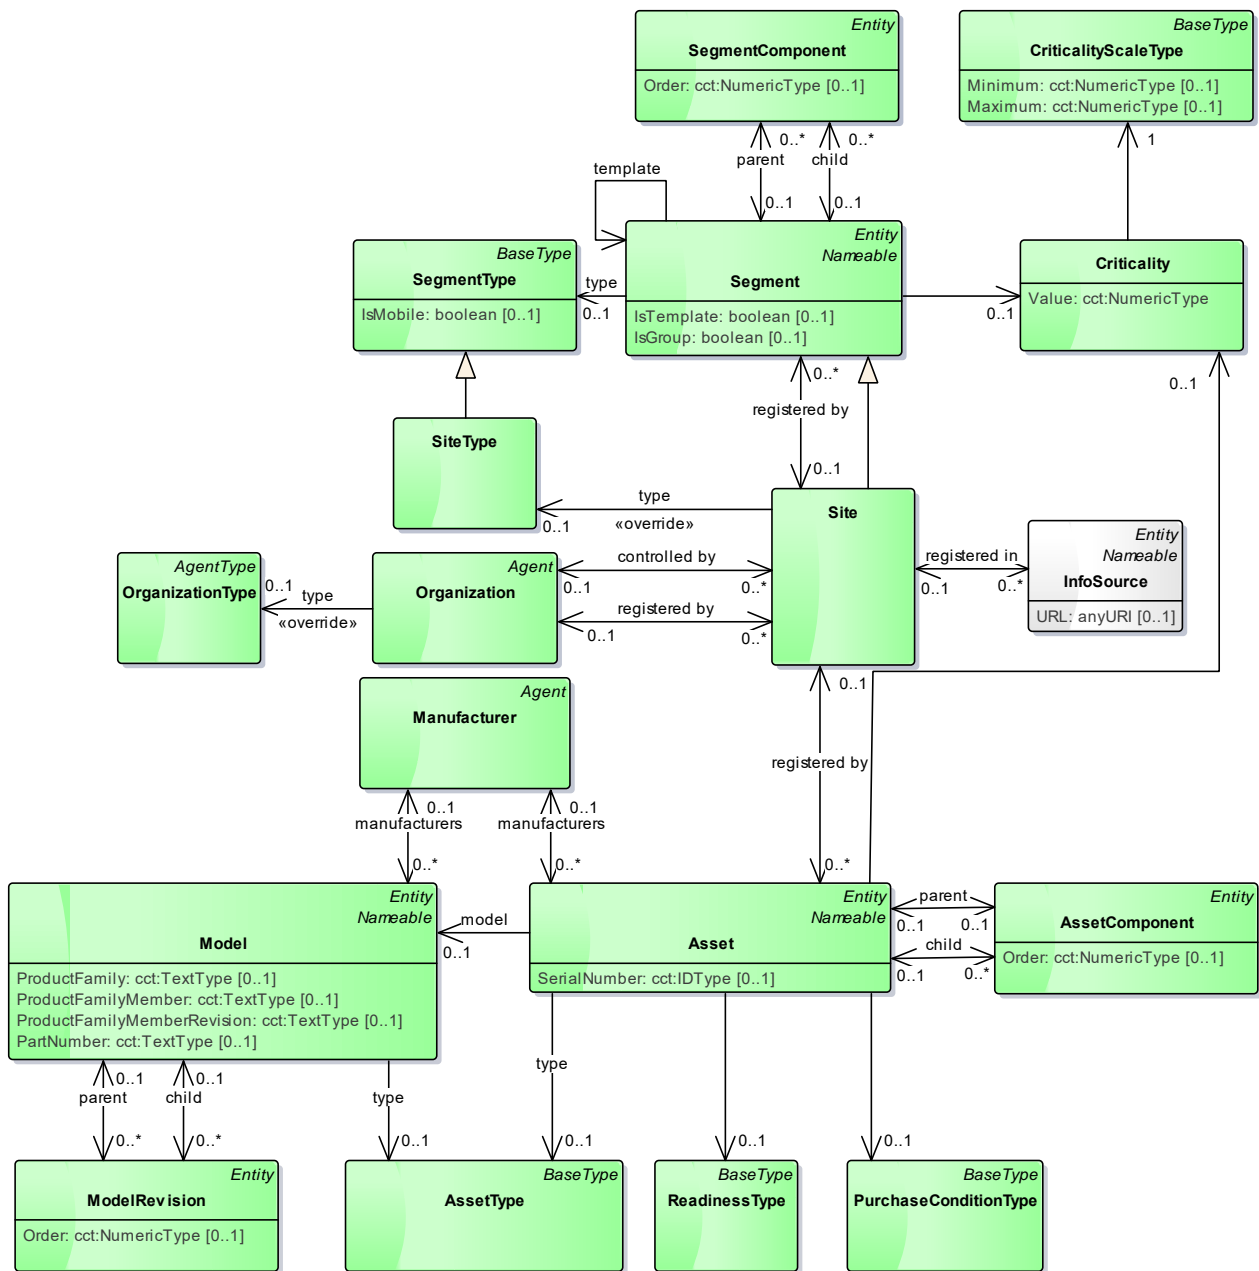 Entity
SegmentComponent
Order: cct:NumericType [0..1]
BaseType
CriticalityScaleType
Minimum: cct:NumericType [0..1]
Maximum: cct:NumericType [0..1]
0..*
0..*
1
parent
child
template
0..1
0..1
Entity
Nameable
Segment
IsTemplate: boolean [0..1]
IsGroup: boolean [0..1]
BaseType
SegmentType
IsMobile: boolean [0..1]
type
0..1
Criticality
Value: cct:NumericType
0..1
0..*
0..1
registered by
0..1
SiteType
type
0..1
«override»
Site
Entity
Nameable
InfoSource
URL: anyURI [0..1]
registered in
0..1
0..*
AgentType
OrganizationType
0..1
type
«override»
Agent
Organization
controlled by
0..1
0..*
registered by
0..1
0..*
0..1
Agent
Manufacturer
registered by
0..1
0..1
manufacturers
manufacturers
0..*
0..*
0..*
Entity
Nameable
Model
ProductFamily: cct:TextType [0..1]
ProductFamilyMember: cct:TextType [0..1]
ProductFamilyMemberRevision: cct:TextType [0..1]
PartNumber: cct:TextType [0..1]
model
0..1
Entity
Nameable
Asset
SerialNumber: cct:IDType [0..1]
parent
0..1
0..1
child
0..1
0..*
Entity
AssetComponent
Order: cct:NumericType [0..1]
0..1
0..1
parent
child
type
type
0..*
0..*
0..1
0..1
0..1
0..1
Entity
ModelRevision
Order: cct:NumericType [0..1]
BaseType
AssetType
BaseType
ReadinessType
BaseType
PurchaseConditionType